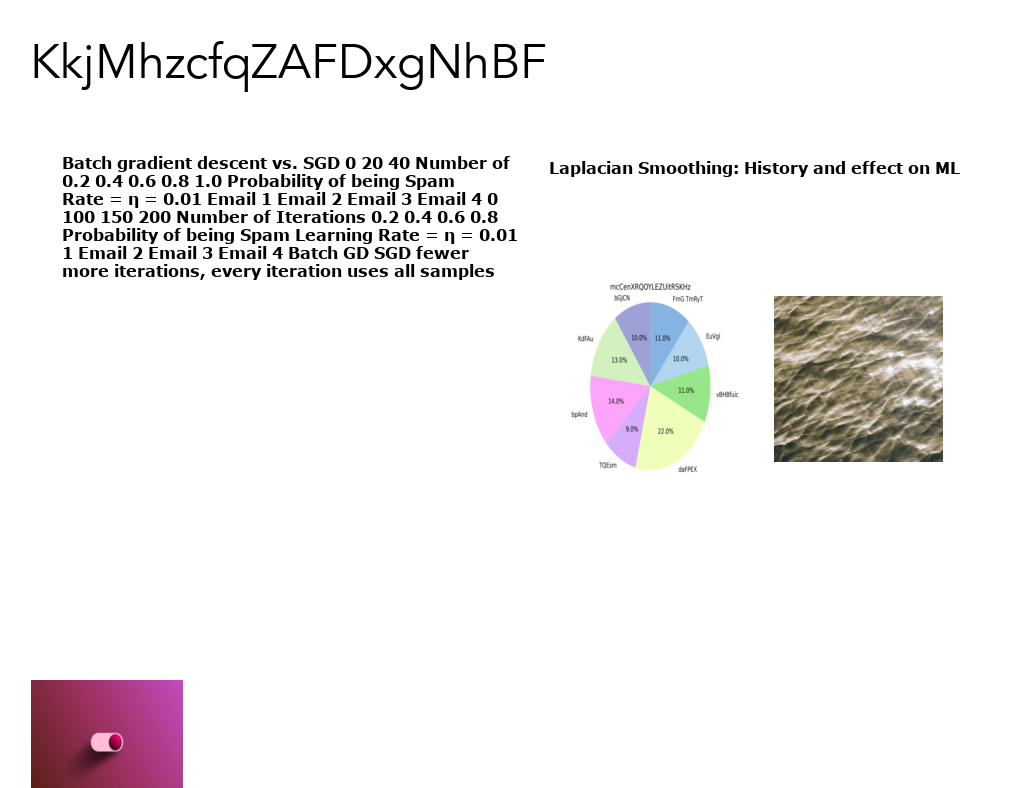 KkjMhzcfqZAFDxgNhBF
Batch gradient descent vs. SGD 0 20 40 Number of
0.2 0.4 0.6 0.8 1.0 Probability of being Spam
Rate = η = 0.01 Email 1 Email 2 Email 3 Email 4 0
100 150 200 Number of Iterations 0.2 0.4 0.6 0.8
Probability of being Spam Learning Rate = η = 0.01
1 Email 2 Email 3 Email 4 Batch GD SGD fewer
more iterations, every iteration uses all samples
Laplacian Smoothing: History and effect on ML
mcCenXRQOYLEZUitRSKHz
bGJCN
FmG TmRyT
KdFAu
EuVgl
10.0%
11.0%
13.0%
10.0%
vBHBfuic
11.0%
14.0%
bpAnd
9.0%
22.0%
TQEsm
daFPEX